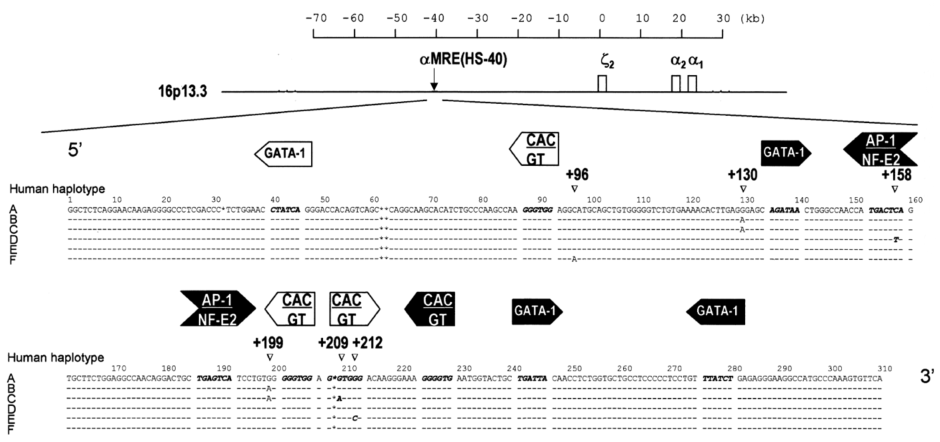 -70 -60 -50 -40 -30 -20 -10 0 10 20 30 (kb)
αMRE(HS-40) ζ2 α2 α1
16p13.3
5'
GATA-1 CAC GT GATA-1 AP-1 NF-E2
+96 +130 +158
Human haplotype
1 10 20 30 40 50 60 70 80 90 100 110 120 130 140 150 160
A GGCTCTCAGGAACAAGAGGGGCCCTCGACCC*TCTGGAAC CTATCA GGGACCACAGTCAGC**CAGGCAAGCACATCTGCCCAAGCCAA GGGTGG AGGCATGCAGCTGTGGGGGTCTGTGAAAACACTTGAGGGAGC AGATAA CTGGGCCAACCA TGACTCA G
B A
C A
D T
E
F A
AP-1 NF-E2 CAC GT CAC GT CAC GT GATA-1 GATA-1
+199 +209 +212
Human haplotype
170 180 190 200 210 220 230 240 250 260 270 280 290 300 310
A TGCTTCTGGAGGCCAACAGGACTGC TGAGTCA TCCTGTGG GGGTGG AG*GTGGG ACAAGGGAAA GGGGTG AATGGTACTGC TGATTA CAACCTCTGGTGCTGCCTCCCCCTCCTGT TTATCT GAGAGGGAAGGCCATGCCCAAAGTGTTCA
B A *
C A * A
D *
E * C
F *
3'